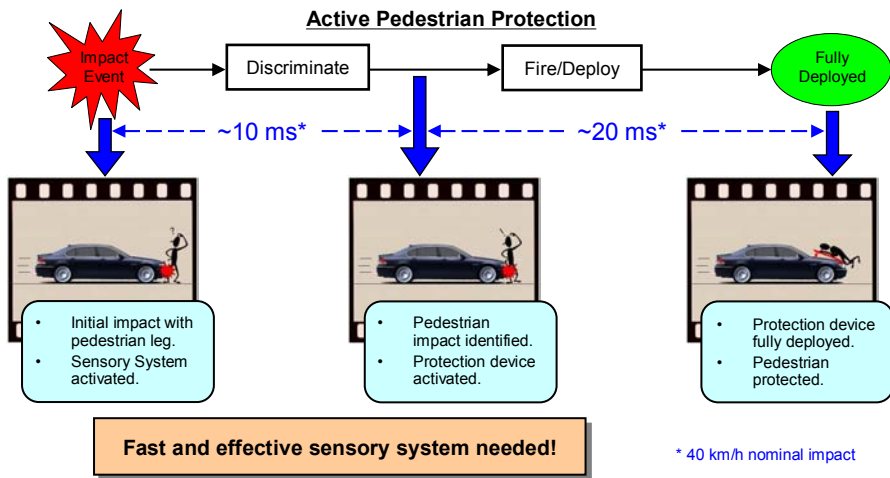 Active Pedestrian Protection
Impact
Event
Discriminate
Fire/Deploy
Fully
Deployed
~10 ms*
~20 ms*
?
• Initial impact with
pedestrian leg.
• Sensory System
activated.
• Pedestrian
impact identified.
• Protection device
activated.
• Protection device
fully deployed.
• Pedestrian
protected.
Fast and effective sensory system needed!
* 40 km/h nominal impact